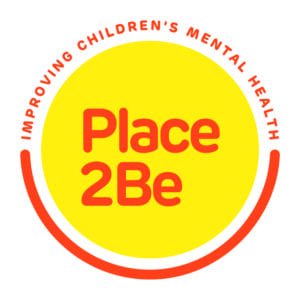 IMPROVING CHILDREN'S MENTAL HEALTH
Place
2Be